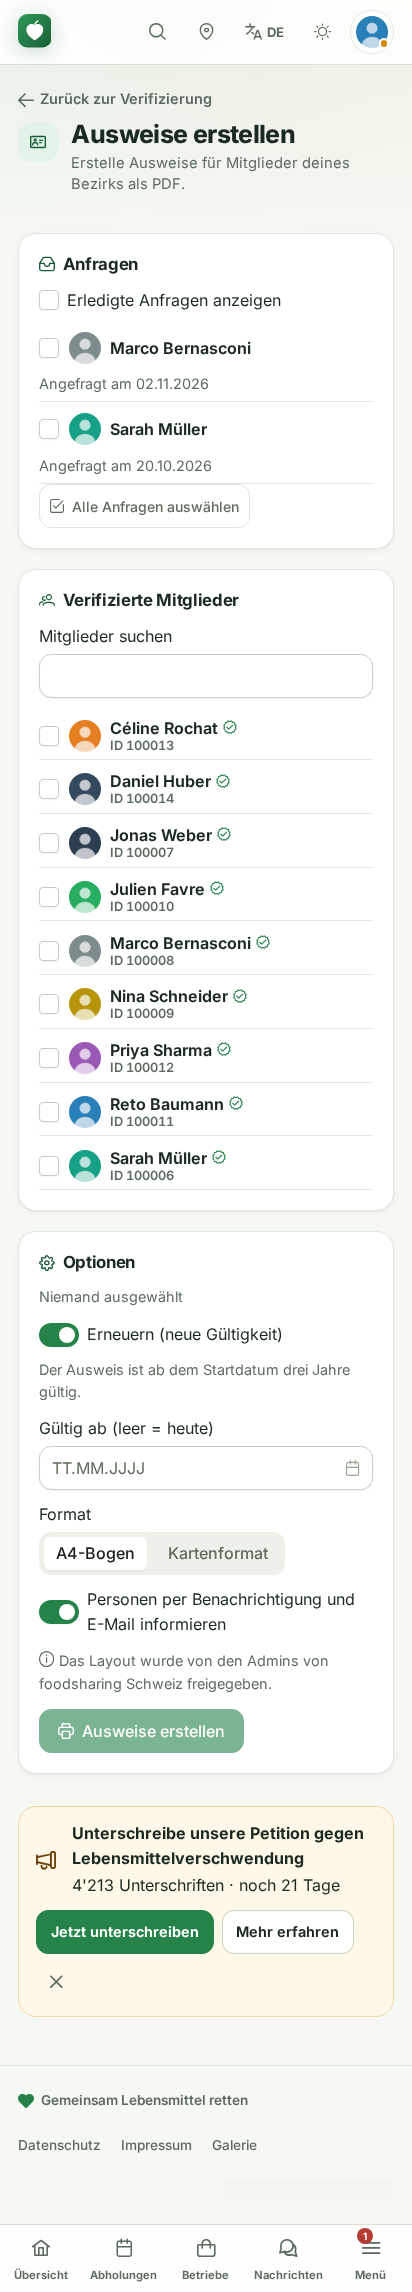 DE
Zurück zur Verifizierung
Ausweise erstellen
Erstelle Ausweise für Mitglieder deines
Bezirks als PDF.
Anfragen
Erledigte Anfragen anzeigen
Marco Bernasconi
Angefragt am 02.11.2026
Sarah Müller
Angefragt am 20.10.2026
Alle Anfragen auswählen
Verifizierte Mitglieder
Mitglieder suchen
Céline Rochat
ID 100013
Daniel Huber
ID 100014
Jonas Weber
ID 100007
Julien Favre
ID 100010
Marco Bernasconi
ID 100008
Nina Schneider
ID 100009
Priya Sharma
ID 100012
Reto Baumann
ID 100011
Sarah Müller
ID 100006
Optionen
Niemand ausgewählt
Erneuern (neue Gültigkeit)
Der Ausweis ist ab dem Startdatum drei Jahre
gültig.
Gültig ab (leer = heute)
TT.MM.JJJJ
Format
A4-Bogen Kartenformat
Personen per Benachrichtigung und
E-Mail informieren
Das Layout wurde von den Admins von
foodsharing Schweiz freigegeben.
Ausweise erstellen
Unterschreibe unsere Petition gegen
Lebensmittelverschwendung
4'213 Unterschriften · noch 21 Tage
Jetzt unterschreiben Mehr erfahren
Gemeinsam Lebensmittel retten
Datenschutz Impressum Galerie
1
Übersicht Abholungen Betriebe Nachrichten Menü